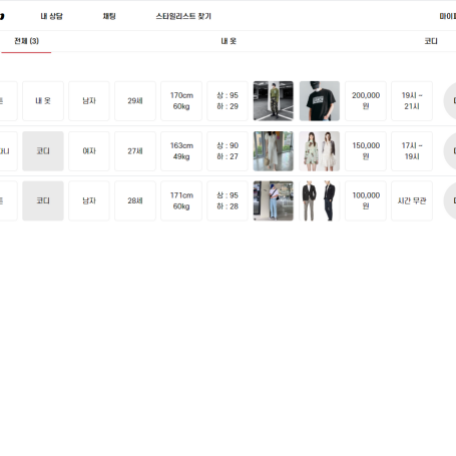 내 상담 채팅 스타일리스트 찾기
전체 (3) 내 옷 코디
내 옷 남자 29세 170cm 60kg 상 : 95 하 : 29 200,000 원 19시 ~ 21시
코디 여자 27세 163cm 49kg 상 : 90 하 : 27 150,000 원 17시 ~ 19시
코디 남자 28세 171cm 60kg 상 : 95 하 : 28 100,000 원 시간 무관